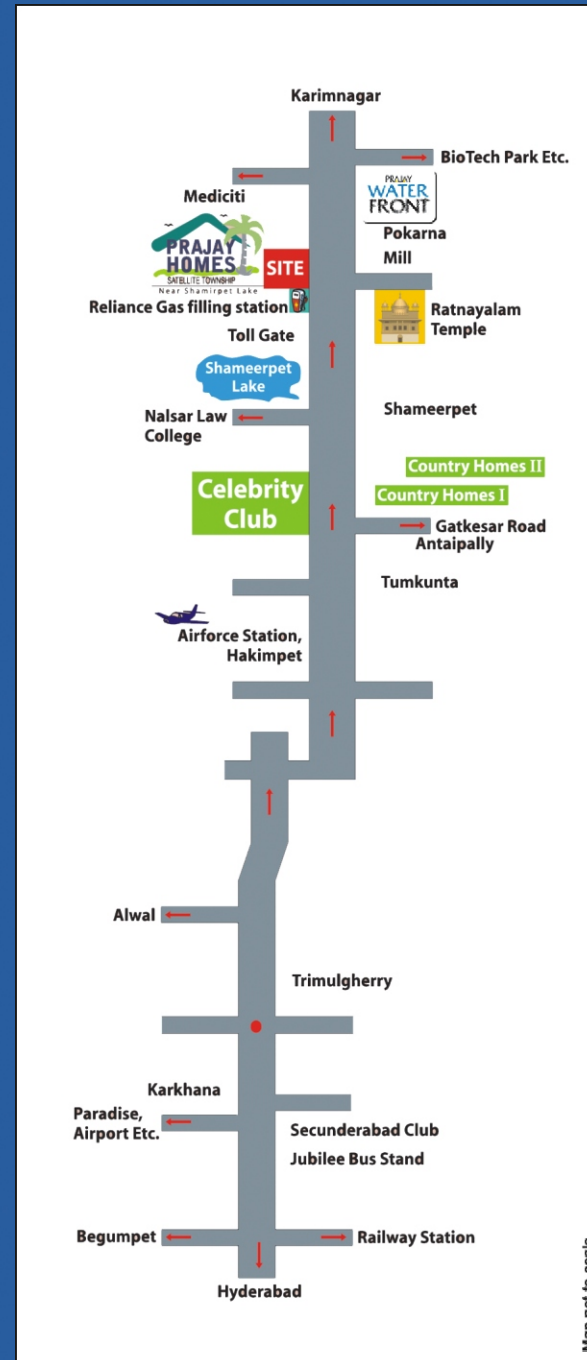 Karimnagar
BioTech Park Etc.
Mediciti
PRAJAY
WATER
FRONT
PRAJAY
HOMES
SATELLITE TOWNSHIP
Near Shamirpet Lake
SITE
Pokarna
Mill
Reliance Gas filling station
Ratnayalam
Temple
Toll Gate
Shameerpet
Lake
Nalsar Law
College
Shameerpet
Country Homes II
Country Homes I
Celebrity
Club
Gatkesar Road
Antaipally
Tumkunta
Airforce Station,
Hakimpet
Alwal
Trimulgherry
Karkhana
Paradise,
Airport Etc.
Secunderabad Club
Jubilee Bus Stand
Begumpet
Railway Station
Hyderabad